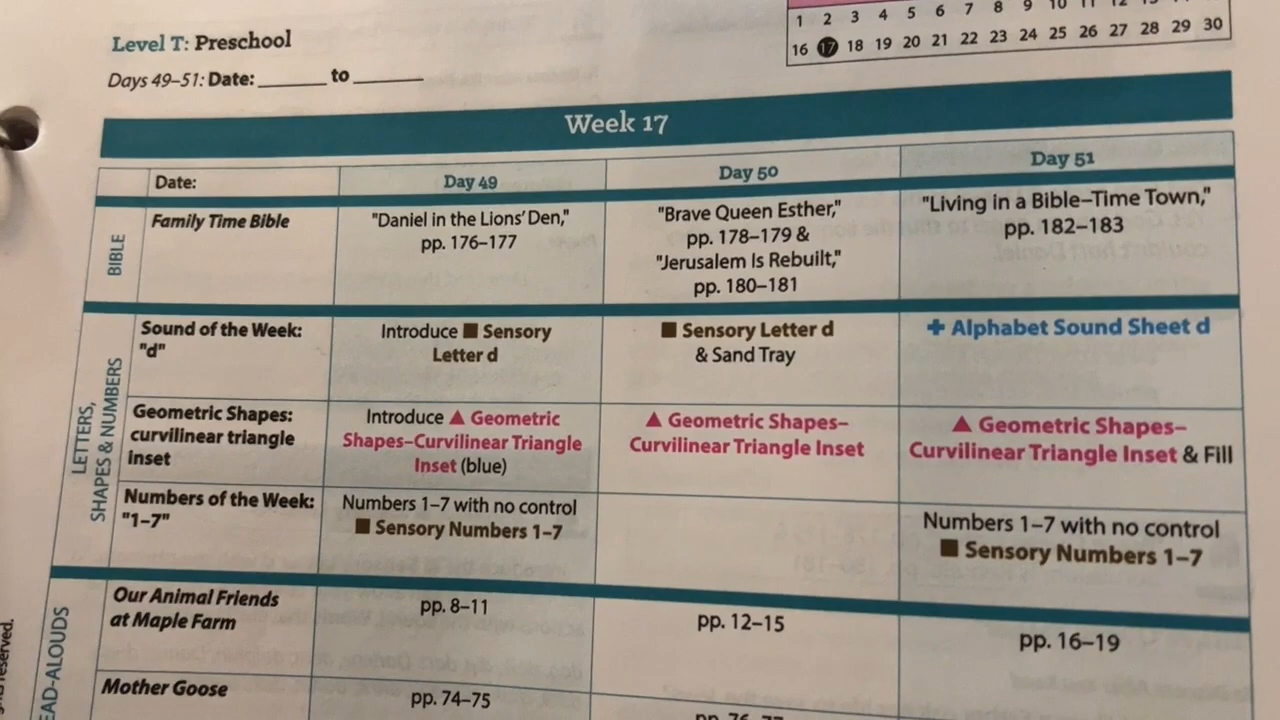 Level T: Preschool
Days 49–51: Date: ______ to ______
1 2 3 4 5 6 7 8 9 10 11 12
16 17 18 19 20 21 22 23 24 25 26 27 28 29 30
Week 17
Date:
Day 49
Day 50
Day 51
BIBLE
Family Time Bible
"Daniel in the Lions' Den,"
pp. 176–177
"Brave Queen Esther,"
pp. 178–179 &
"Jerusalem Is Rebuilt,"
pp. 180–181
"Living in a Bible–Time Town,"
pp. 182–183
LETTERS,
SHAPES & NUMBERS
Sound of the Week:
"d"
Introduce ■ Sensory
Letter d
■ Sensory Letter d
& Sand Tray
✚ Alphabet Sound Sheet d
Geometric Shapes:
curvilinear triangle
inset
Introduce ▲ Geometric
Shapes–Curvilinear Triangle
Inset (blue)
▲ Geometric Shapes–
Curvilinear Triangle Inset
▲ Geometric Shapes–
Curvilinear Triangle Inset & Fill
Numbers of the Week:
"1–7"
Numbers 1–7 with no control
■ Sensory Numbers 1–7
Numbers 1–7 with no control
■ Sensory Numbers 1–7
Our Animal Friends
at Maple Farm
pp. 8–11
pp. 12–15
pp. 16–19
Mother Goose
pp. 74–75
reserved.